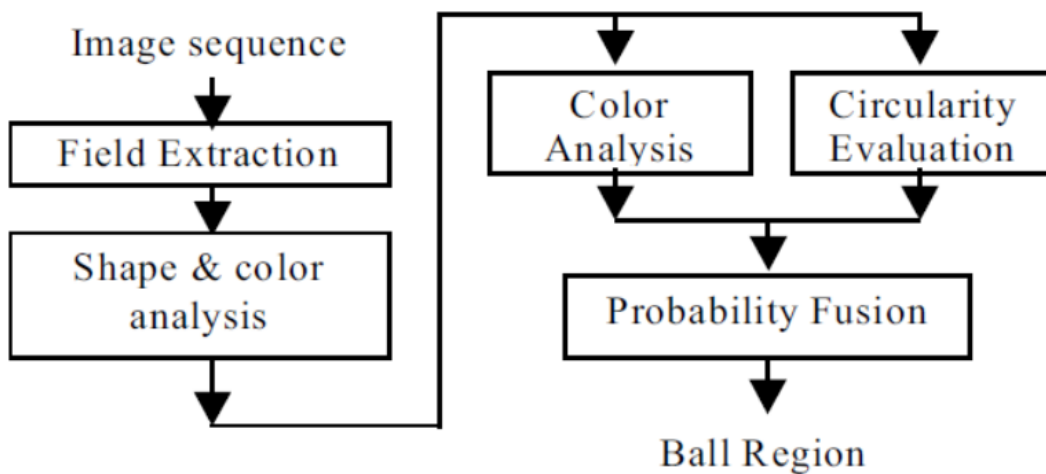 Image sequence
Field Extraction
Shape & color
analysis
Color
Analysis
Circularity
Evaluation
Probability Fusion
Ball Region